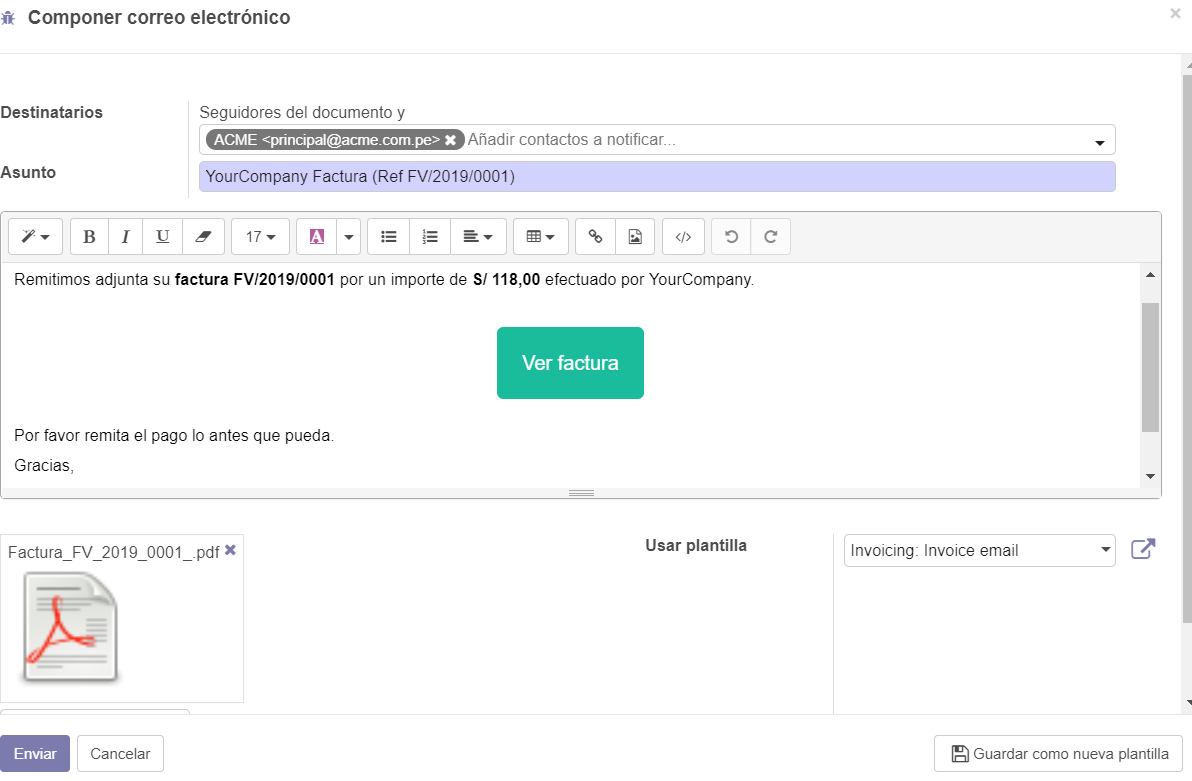 Componer correo electrónico
Destinatarios
Seguidores del documento y
ACME <principal@acme.com.pe> Añadir contactos a notificar...
Asunto
YourCompany Factura (Ref FV/2019/0001)
B I U 17 A </>
Remitimos adjunta su factura FV/2019/0001 por un importe de S/ 118,00 efectuado por YourCompany.
Ver factura
Por favor remita el pago lo antes que pueda.
Gracias,
Factura_FV_2019_0001_.pdf
Usar plantilla
Invoicing: Invoice email
Enviar
Cancelar
Guardar como nueva plantilla